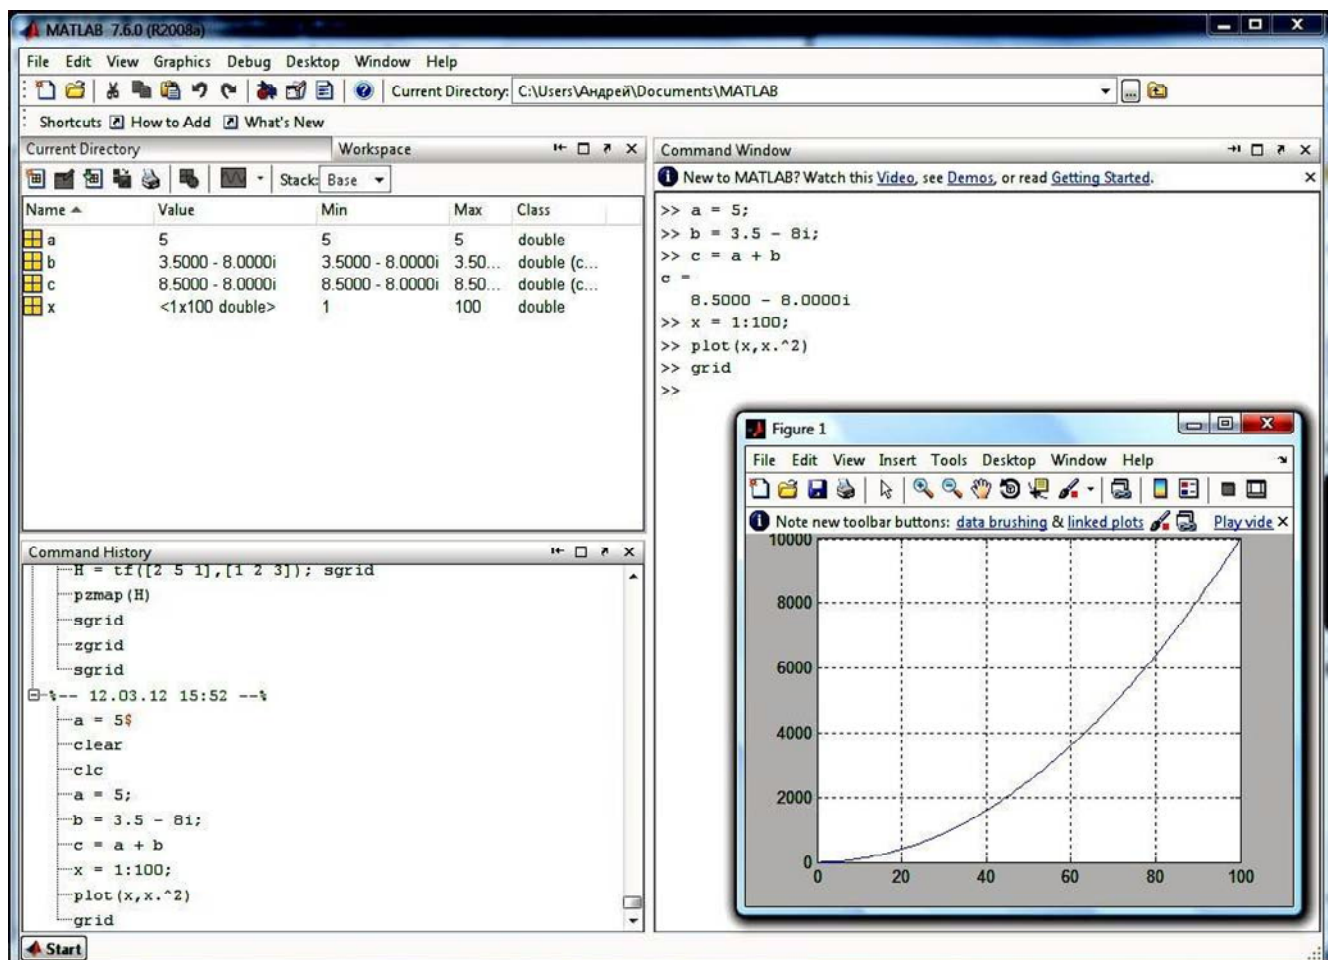 MATLAB 7.6.0 (R2008a)
File Edit View Graphics Debug Desktop Window Help
Current Directory: C:\Users\Андрей\Documents\MATLAB
Shortcuts How to Add What's New
Current Directory Workspace
Stack: Base
Name Value Min Max Class
a 5 5 5 double
b 3.5000 - 8.0000i 3.5000 - 8.0000i 3.50... double (c...
c 8.5000 - 8.0000i 8.5000 - 8.0000i 8.50... double (c...
x <1x100 double> 1 100 double
Command History
H = tf([2 5 1],[1 2 3]); sgrid
pzmap(H)
sgrid
zgrid
sgrid
%-- 12.03.12 15:52 --%
a = 5$
clear
clc
a = 5;
b = 3.5 - 8i;
c = a + b
x = 1:100;
plot(x,x.^2)
grid
Start
Command Window
New to MATLAB? Watch this Video, see Demos, or read Getting Started.
>> a = 5;
>> b = 3.5 - 8i;
>> c = a + b
c =
8.5000 - 8.0000i
>> x = 1:100;
>> plot(x,x.^2)
>> grid
>>
Figure 1
File Edit View Insert Tools Desktop Window Help
Note new toolbar buttons: data brushing & linked plots Play vide
10000
8000
6000
4000
2000
0
0 20 40 60 80 100